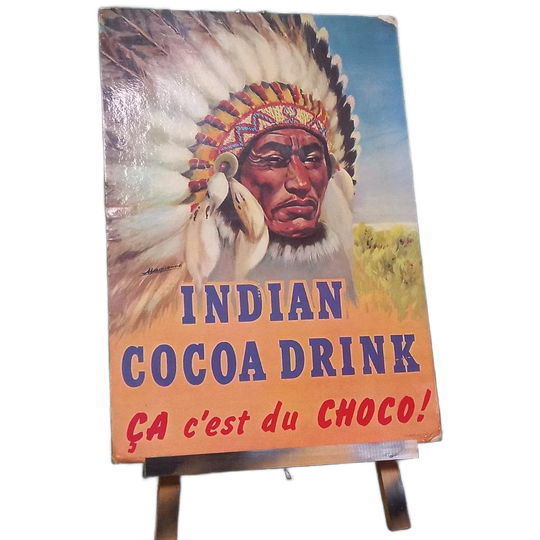 INDIAN
COCOA DRINK
ÇA c'est du CHOCO!